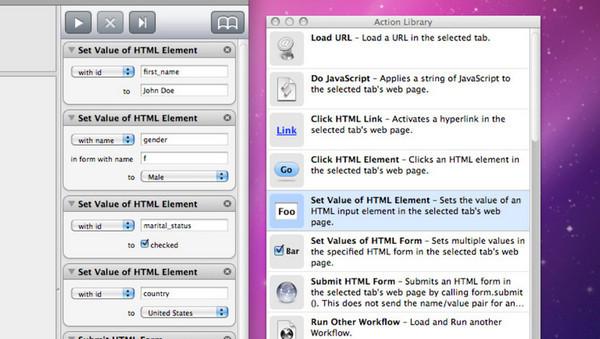 Set Value of HTML Element
with id
first_name
to
John Doe
Set Value of HTML Element
with name
gender
in form with name
f
to
Male
Set Value of HTML Element
with id
marital_status
to
checked
Set Value of HTML Element
with id
country
to
United States
Submit HTML Form
Action Library
Load URL – Load a URL in the selected tab.
Do JavaScript – Applies a string of JavaScript to
the selected tab's web page.
Link
Click HTML Link – Activates a hyperlink in the
selected tab's web page.
Go
Click HTML Element – Clicks an HTML element in
the selected tab's web page.
Foo
Set Value of HTML Element – Sets the value of an
HTML input element in the selected tab's web
page.
Bar
Set Values of HTML Form – Sets multiple values in
the specified HTML form in the selected tab's web
page.
Submit HTML Form – Submits an HTML form in
the selected tab's web page by calling form.submit
(). This does not send the name/value pair for an...
Run Other Workflow – Load and Run another
Workflow.